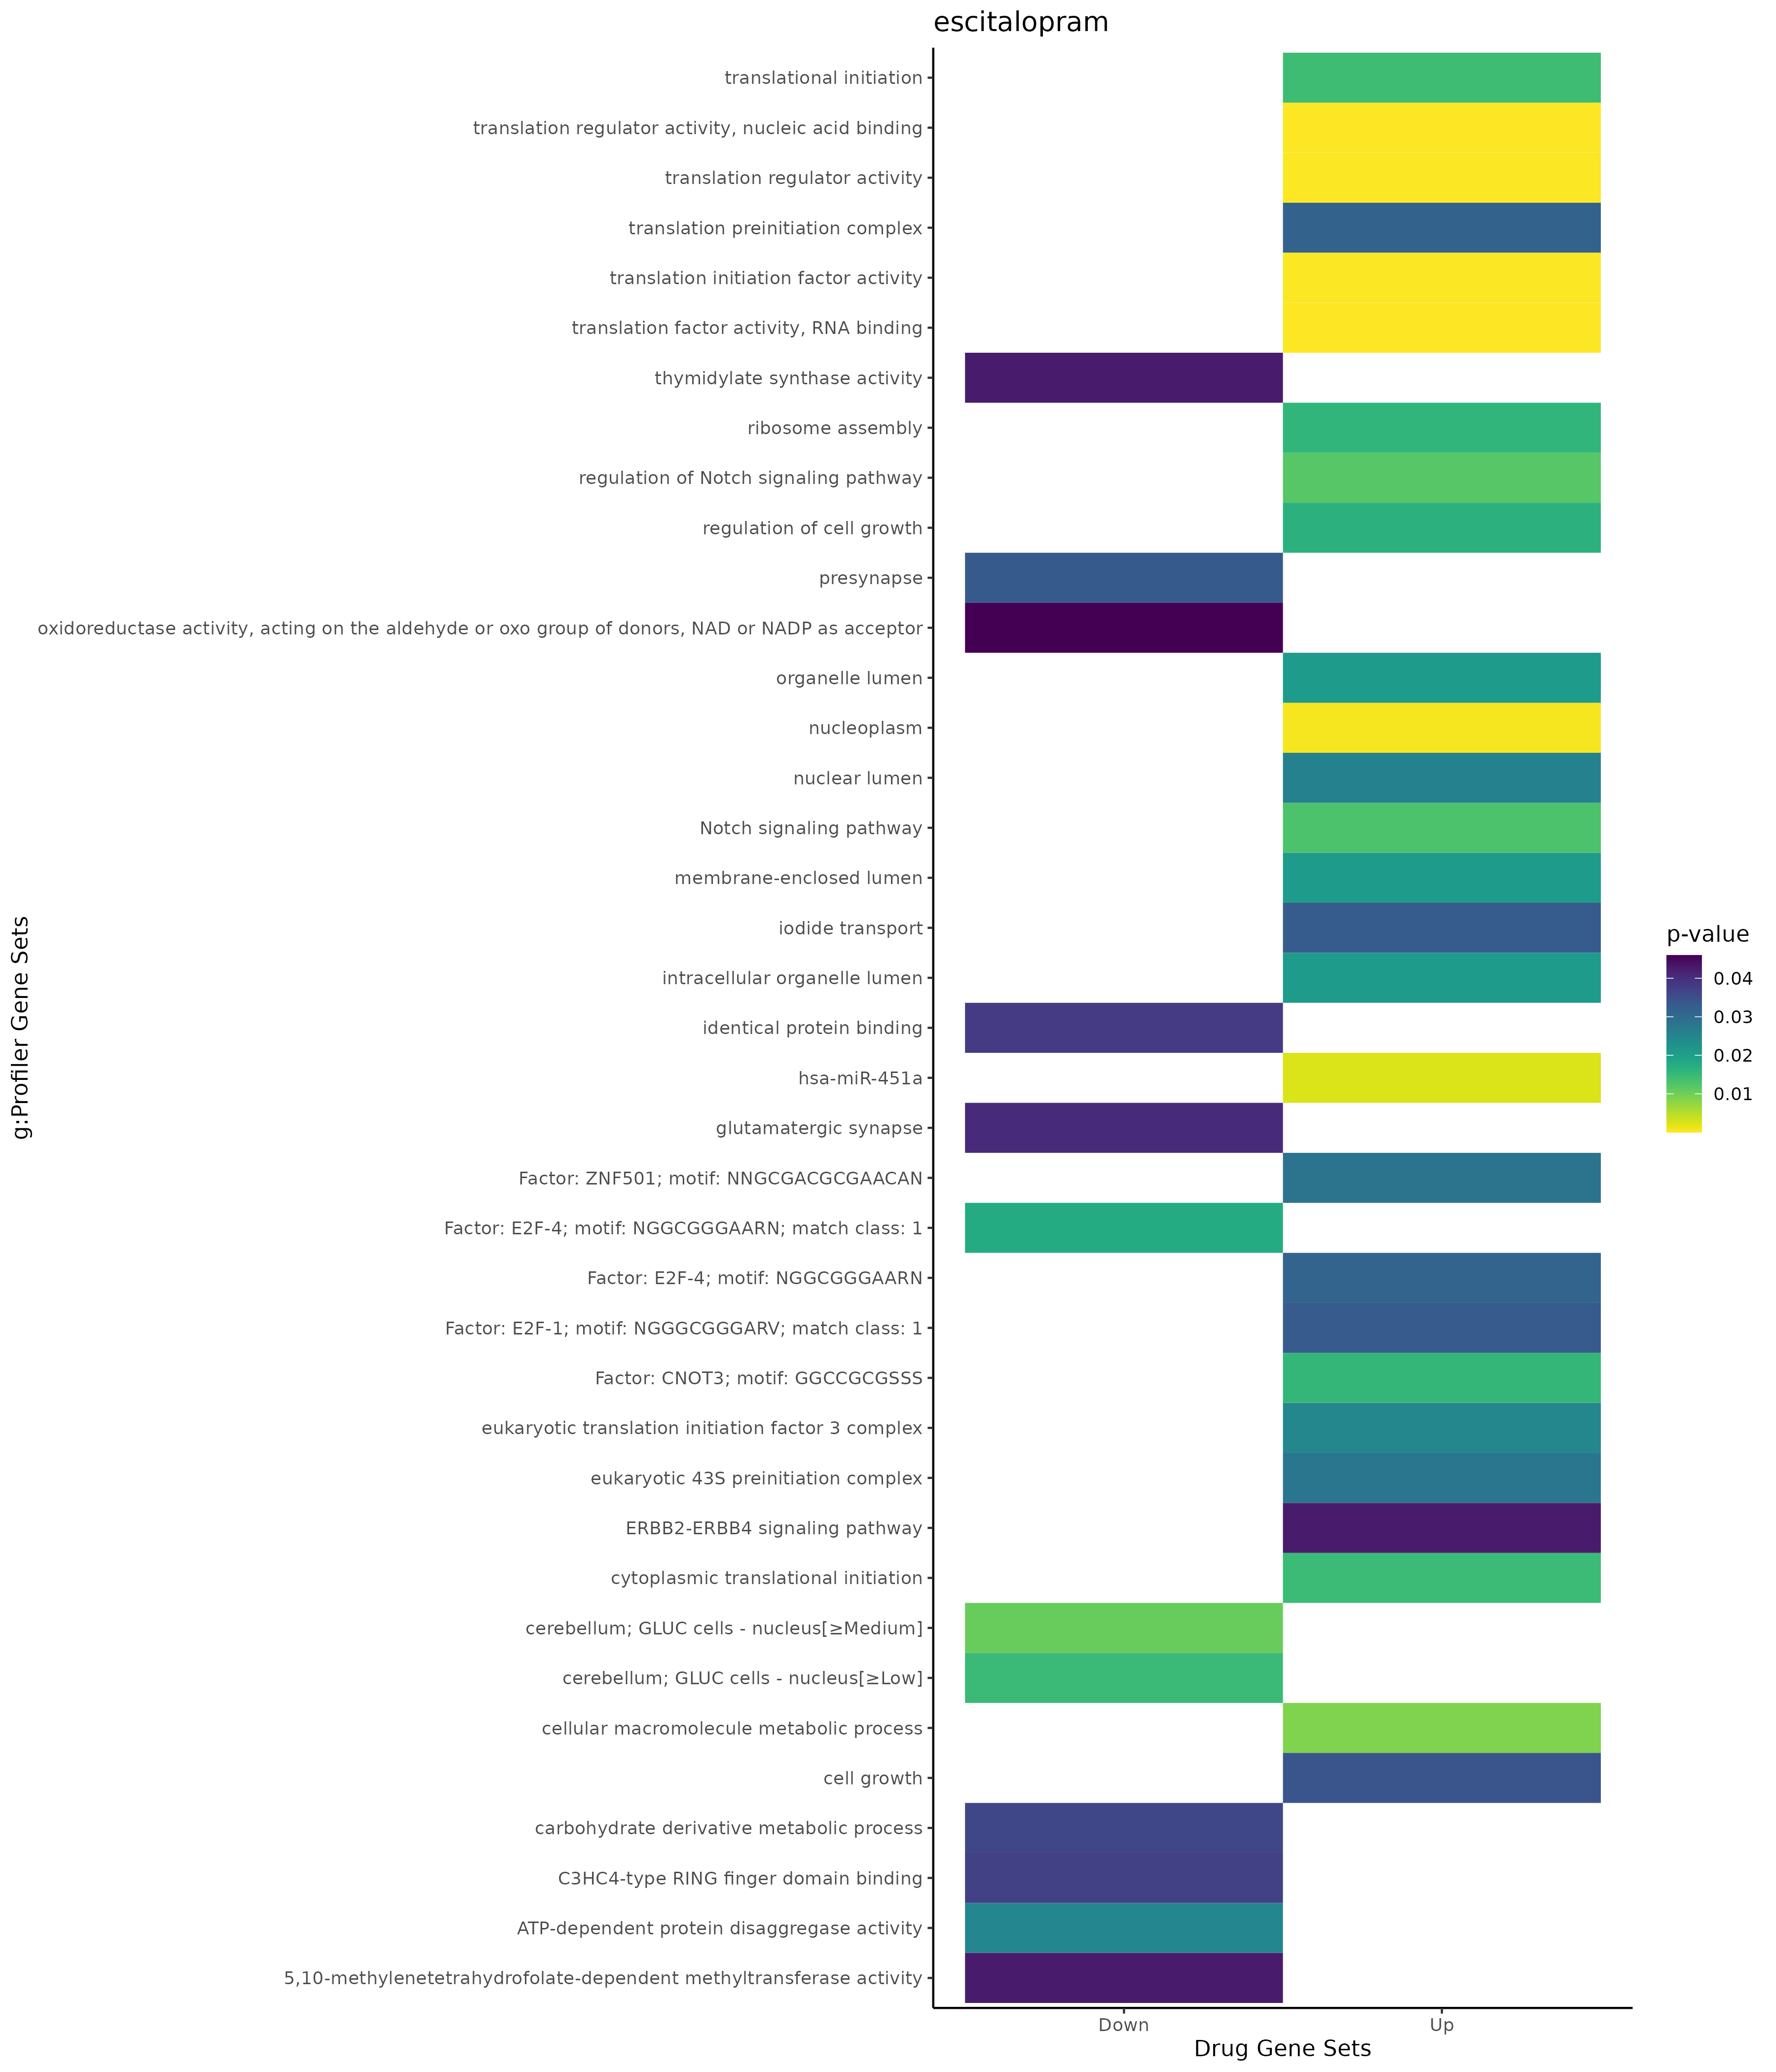 escitalopram
translational initiation
translation regulator activity, nucleic acid binding
translation regulator activity
translation preinitiation complex
translation initiation factor activity
translation factor activity, RNA binding
thymidylate synthase activity
ribosome assembly
regulation of Notch signaling pathway
regulation of cell growth
presynapse
oxidoreductase activity, acting on the aldehyde or oxo group of donors, NAD or NADP as acceptor
organelle lumen
nucleoplasm
nuclear lumen
Notch signaling pathway
membrane-enclosed lumen
iodide transport
intracellular organelle lumen
identical protein binding
hsa-miR-451a
glutamatergic synapse
Factor: ZNF501; motif: NNGCGACGCGAACAN
Factor: E2F-4; motif: NGGCGGGAARN; match class: 1
Factor: E2F-4; motif: NGGCGGGAARN
Factor: E2F-1; motif: NGGGCGGGARV; match class: 1
Factor: CNOT3; motif: GGCCGCGSSS
eukaryotic translation initiation factor 3 complex
eukaryotic 43S preinitiation complex
ERBB2-ERBB4 signaling pathway
cytoplasmic translational initiation
cerebellum; GLUC cells - nucleus[≥Medium]
cerebellum; GLUC cells - nucleus[≥Low]
cellular macromolecule metabolic process
cell growth
carbohydrate derivative metabolic process
C3HC4-type RING finger domain binding
ATP-dependent protein disaggregase activity
5,10-methylenetetrahydrofolate-dependent methyltransferase activity
g:Profiler Gene Sets
Down
Up
Drug Gene Sets
p-value
0.04
0.03
0.02
0.01